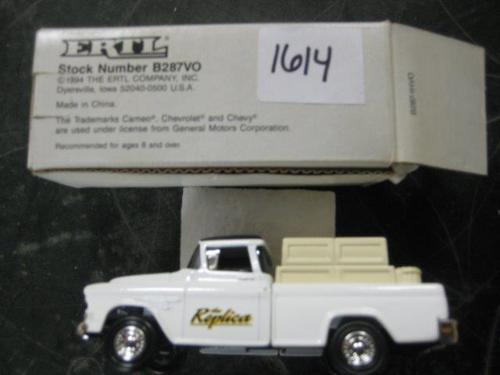 ERTL
1614
Stock Number B287VO
©1994 THE ERTL COMPANY, INC.
Dyersville, Iowa 52040-0500 U.S.A.
Made in China.
The Trademarks Cameo®, Chevrolet® and Chevy®
are used under license from General Motors Corporation.
Recommended for ages 8 and over.
the
Replica